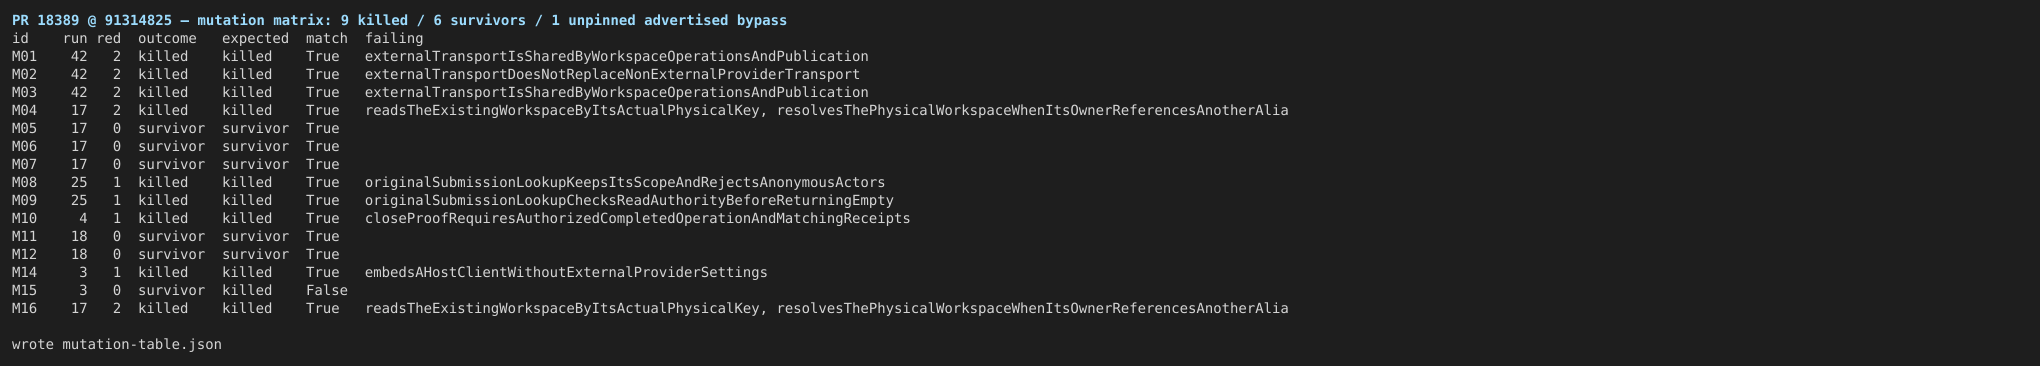 PR 18389 @ 91314825 — mutation matrix: 9 killed / 6 survivors / 1 unpinned advertised bypass
id    run red  outcome   expected  match  failing
M01    42   2  killed    killed    True   externalTransportIsSharedByWorkspaceOperationsAndPublication
M02    42   2  killed    killed    True   externalTransportDoesNotReplaceNonExternalProviderTransport
M03    42   2  killed    killed    True   externalTransportIsSharedByWorkspaceOperationsAndPublication
M04    17   2  killed    killed    True   readsTheExistingWorkspaceByItsActualPhysicalKey, resolvesThePhysicalWorkspaceWhenItsOwnerReferencesAnotherAlia
M05    17   0  survivor  survivor  True
M06    17   0  survivor  survivor  True
M07    17   0  survivor  survivor  True
M08    25   1  killed    killed    True   originalSubmissionLookupKeepsItsScopeAndRejectsAnonymousActors
M09    25   1  killed    killed    True   originalSubmissionLookupChecksReadAuthorityBeforeReturningEmpty
M10     4   1  killed    killed    True   closeProofRequiresAuthorizedCompletedOperationAndMatchingReceipts
M11    18   0  survivor  survivor  True
M12    18   0  survivor  survivor  True
M14     3   1  killed    killed    True   embedsAHostClientWithoutExternalProviderSettings
M15     3   0  survivor  killed    False
M16    17   2  killed    killed    True   readsTheExistingWorkspaceByItsActualPhysicalKey, resolvesThePhysicalWorkspaceWhenItsOwnerReferencesAnotherAlia
wrote mutation-table.json